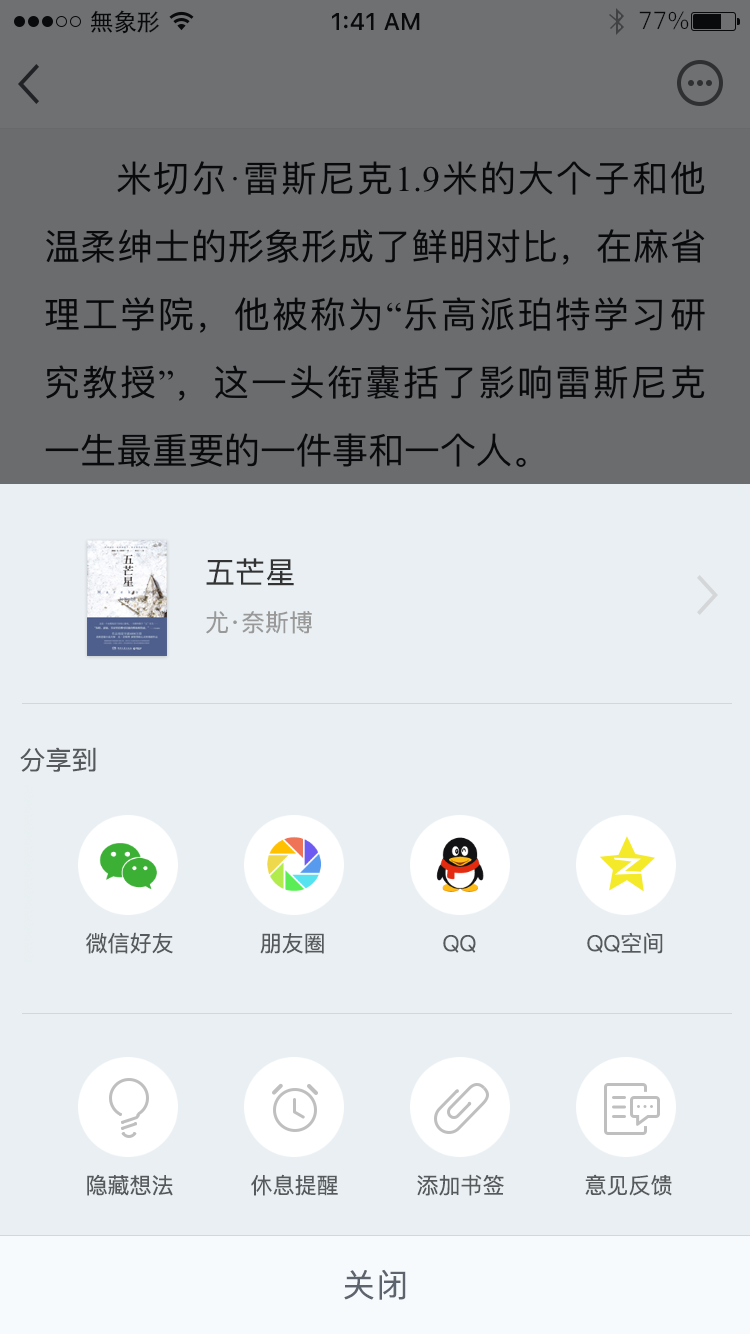 無象形 1:41 AM 77%
米切尔·雷斯尼克1.9米的大个子和他
温柔绅士的形象形成了鲜明对比，在麻省
理工学院，他被称为“乐高派珀特学习研
究教授”，这一头衔囊括了影响雷斯尼克
一生最重要的一件事和一个人。
五芒星
五芒星
尤·奈斯博
分享到
微信好友 朋友圈 QQ QQ空间
隐藏想法 休息提醒 添加书签 意见反馈
关闭